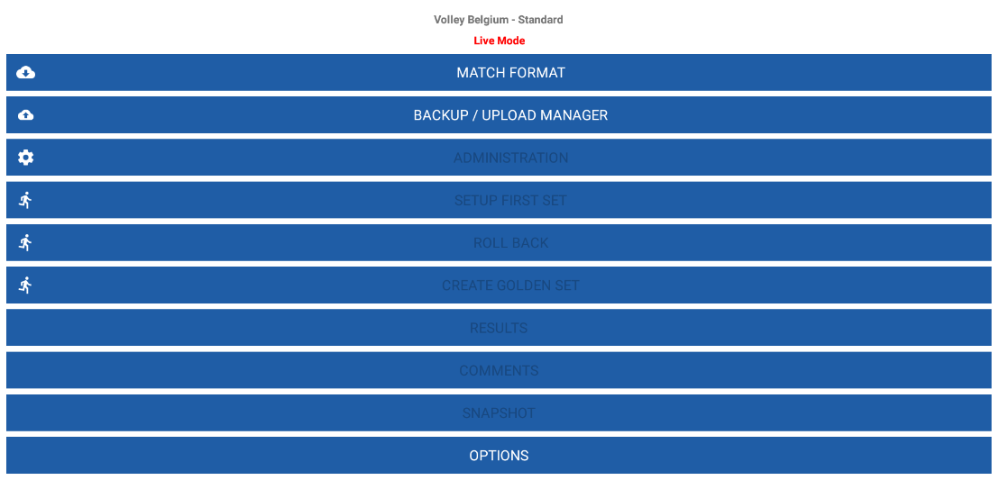 Volley Belgium - Standard
Live Mode
MATCH FORMAT
BACKUP / UPLOAD MANAGER
ADMINISTRATION
SETUP FIRST SET
ROLL BACK
CREATE GOLDEN SET
RESULTS
COMMENTS
SNAPSHOT
OPTIONS